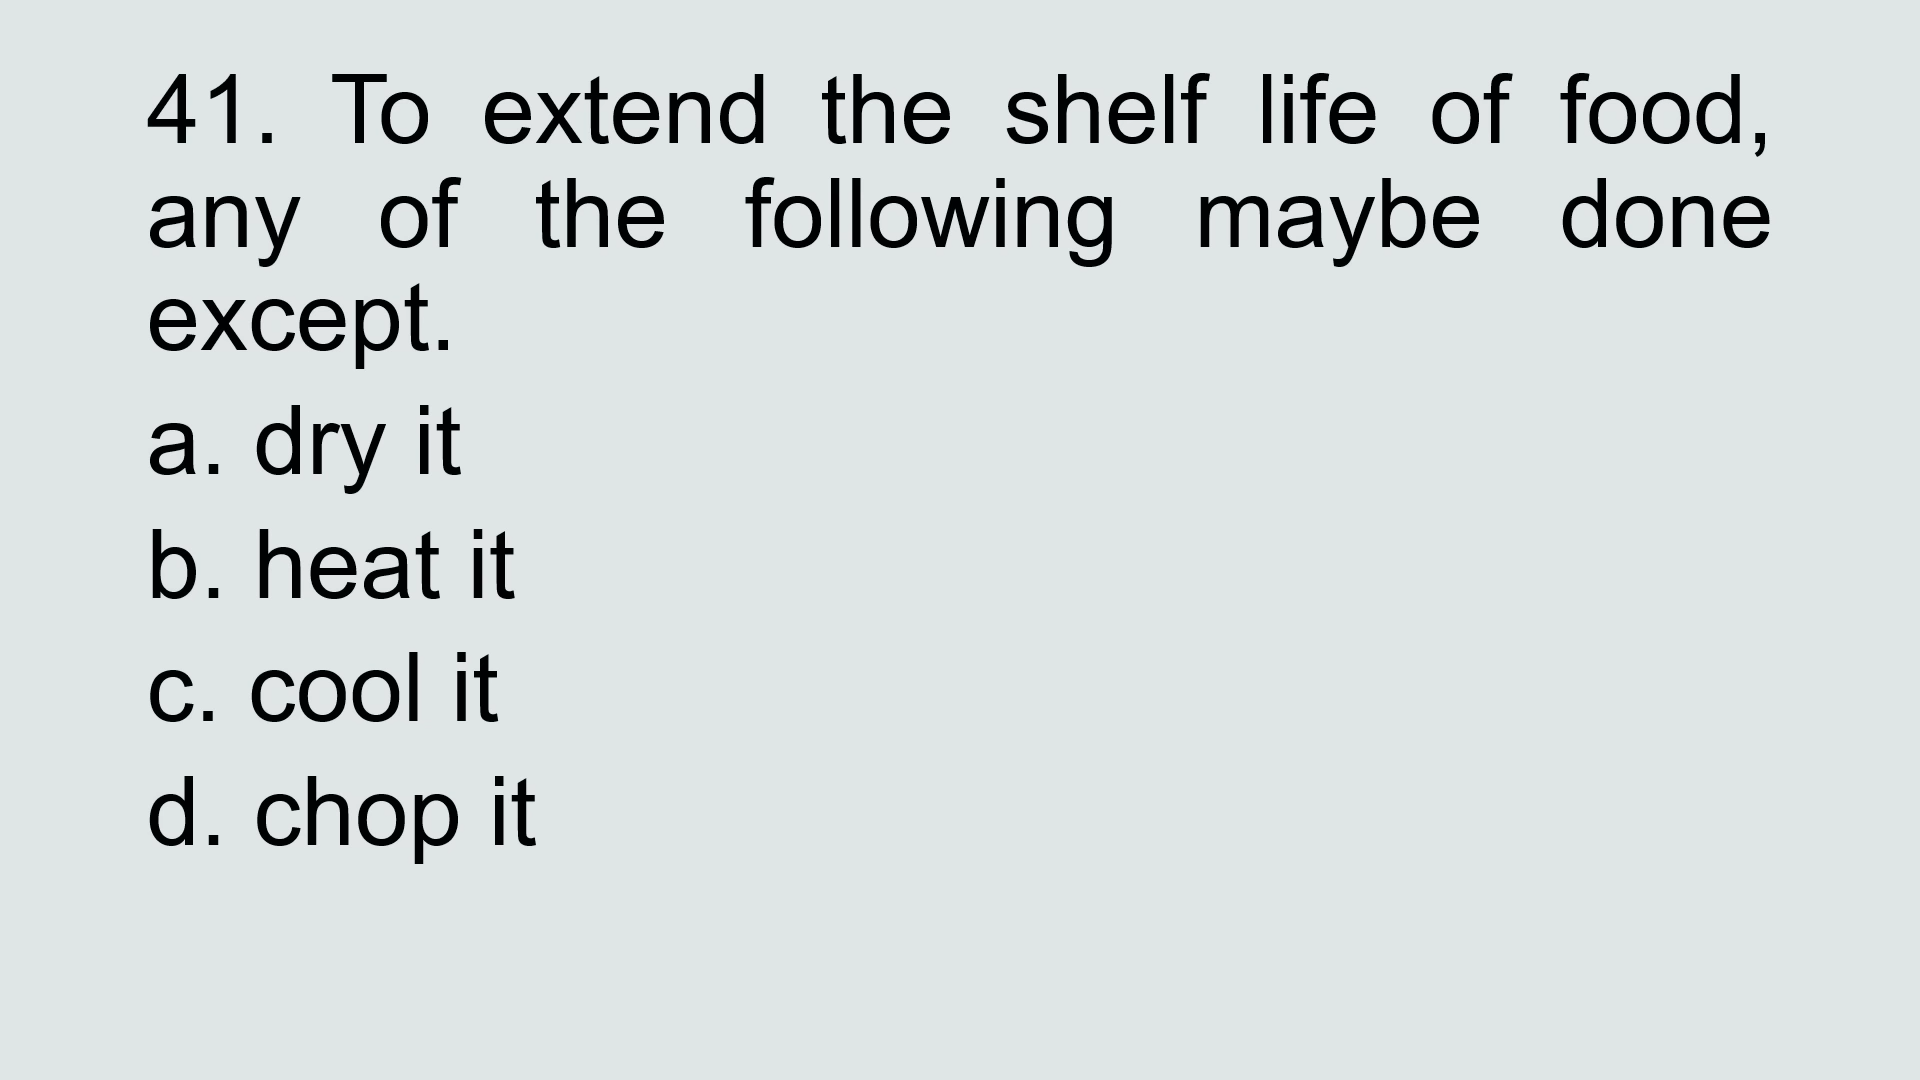 41. To extend the shelf life of food,
any of the following maybe done
except.
a. dry it
b. heat it
c. cool it
d. chop it